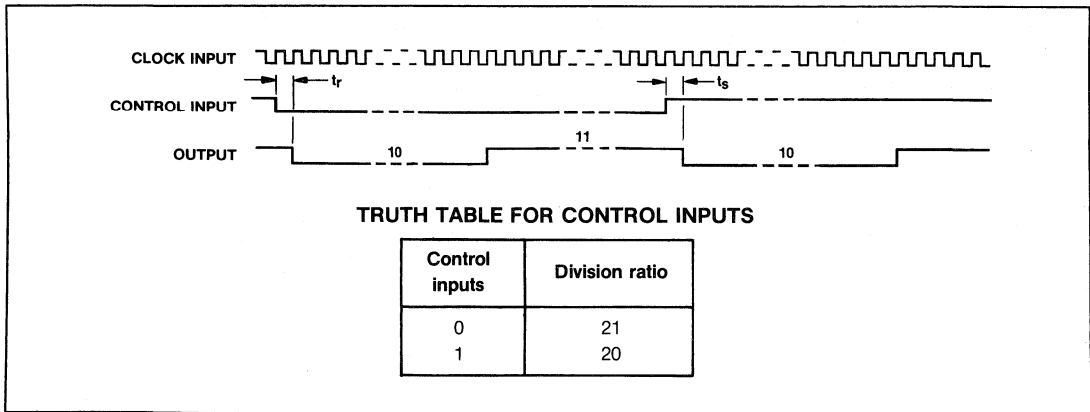 CLOCK INPUT
tr
ts
CONTROL INPUT
11
OUTPUT
10
10
TRUTH TABLE FOR CONTROL INPUTS
Control inputs
Division ratio
0
21
1
20